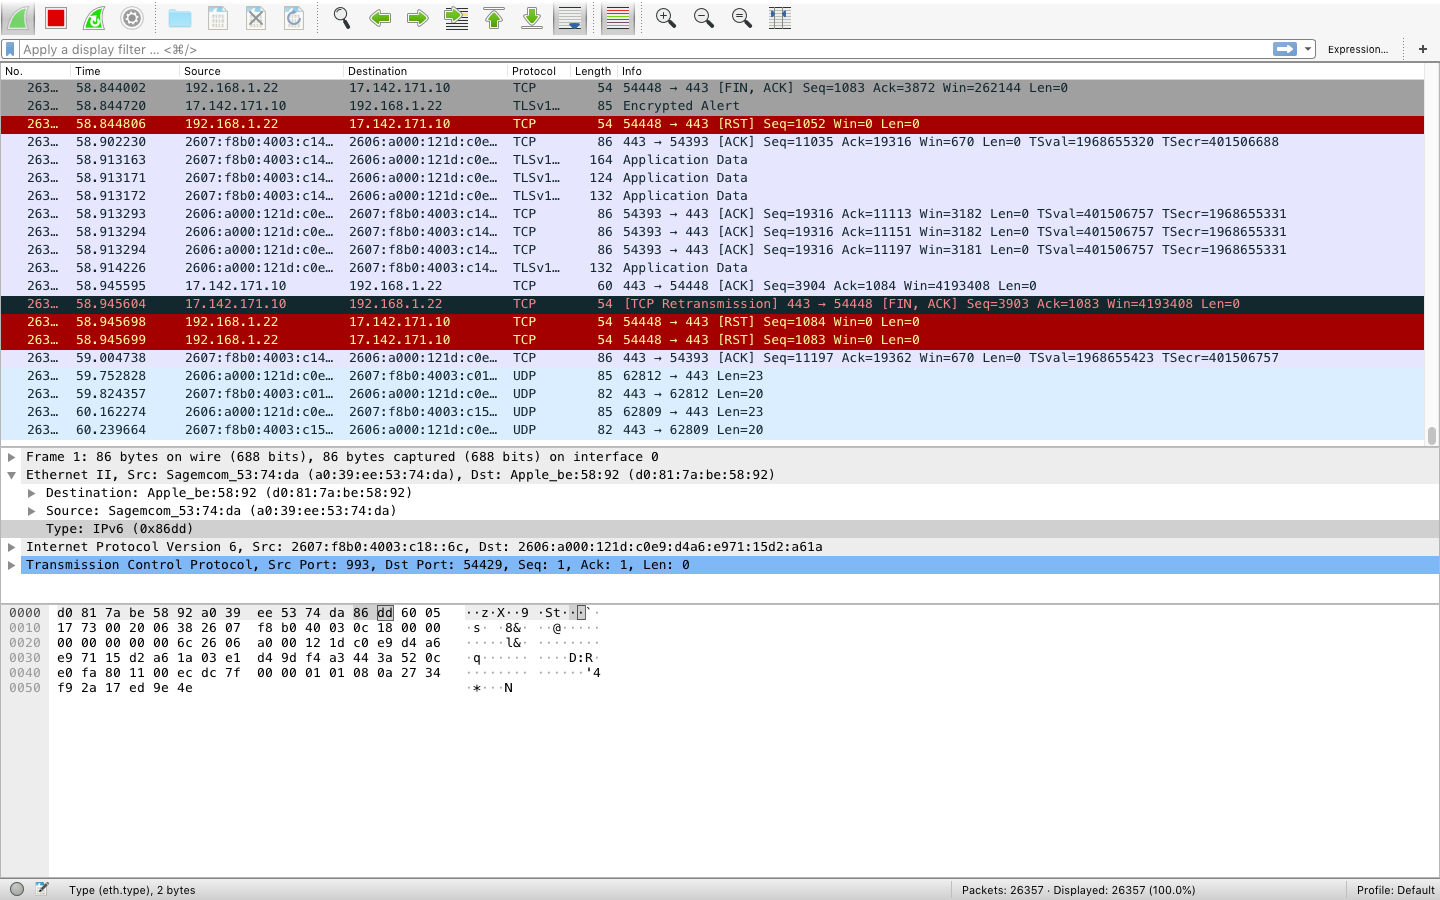 Apply a display filter ... <⌘/>
Expression...
+
No. Time Source Destination Protocol Length Info
263… 58.844002 192.168.1.22 17.142.171.10 TCP 54 54448 → 443 [FIN, ACK] Seq=1083 Ack=3872 Win=262144 Len=0
263… 58.844720 17.142.171.10 192.168.1.22 TLSv1… 85 Encrypted Alert
263… 58.844806 192.168.1.22 17.142.171.10 TCP 54 54448 → 443 [RST] Seq=1052 Win=0 Len=0
263… 58.902230 2607:f8b0:4003:c14… 2606:a000:121d:c0e… TCP 86 443 → 54393 [ACK] Seq=11035 Ack=19316 Win=670 Len=0 TSval=1968655320 TSecr=401506688
263… 58.913163 2607:f8b0:4003:c14… 2606:a000:121d:c0e… TLSv1… 164 Application Data
263… 58.913171 2607:f8b0:4003:c14… 2606:a000:121d:c0e… TLSv1… 124 Application Data
263… 58.913172 2607:f8b0:4003:c14… 2606:a000:121d:c0e… TLSv1… 132 Application Data
263… 58.913293 2606:a000:121d:c0e… 2607:f8b0:4003:c14… TCP 86 54393 → 443 [ACK] Seq=19316 Ack=11113 Win=3182 Len=0 TSval=401506757 TSecr=1968655331
263… 58.913294 2606:a000:121d:c0e… 2607:f8b0:4003:c14… TCP 86 54393 → 443 [ACK] Seq=19316 Ack=11151 Win=3182 Len=0 TSval=401506757 TSecr=1968655331
263… 58.913294 2606:a000:121d:c0e… 2607:f8b0:4003:c14… TCP 86 54393 → 443 [ACK] Seq=19316 Ack=11197 Win=3181 Len=0 TSval=401506757 TSecr=1968655331
263… 58.914226 2606:a000:121d:c0e… 2607:f8b0:4003:c14… TLSv1… 132 Application Data
263… 58.945595 17.142.171.10 192.168.1.22 TCP 60 443 → 54448 [ACK] Seq=3904 Ack=1084 Win=4193408 Len=0
263… 58.945604 17.142.171.10 192.168.1.22 TCP 54 [TCP Retransmission] 443 → 54448 [FIN, ACK] Seq=3903 Ack=1083 Win=4193408 Len=0
263… 58.945698 192.168.1.22 17.142.171.10 TCP 54 54448 → 443 [RST] Seq=1084 Win=0 Len=0
263… 58.945699 192.168.1.22 17.142.171.10 TCP 54 54448 → 443 [RST] Seq=1083 Win=0 Len=0
263… 59.004738 2607:f8b0:4003:c14… 2606:a000:121d:c0e… TCP 86 443 → 54393 [ACK] Seq=11197 Ack=19362 Win=670 Len=0 TSval=1968655423 TSecr=401506757
263… 59.752828 2606:a000:121d:c0e… 2607:f8b0:4003:c01… UDP 85 62812 → 443 Len=23
263… 59.824357 2607:f8b0:4003:c01… 2606:a000:121d:c0e… UDP 82 443 → 62812 Len=20
263… 60.162274 2606:a000:121d:c0e… 2607:f8b0:4003:c15… UDP 85 62809 → 443 Len=23
263… 60.239664 2607:f8b0:4003:c15… 2606:a000:121d:c0e… UDP 82 443 → 62809 Len=20
Frame 1: 86 bytes on wire (688 bits), 86 bytes captured (688 bits) on interface 0
Ethernet II, Src: Sagemcom_53:74:da (a0:39:ee:53:74:da), Dst: Apple_be:58:92 (d0:81:7a:be:58:92)
Destination: Apple_be:58:92 (d0:81:7a:be:58:92)
Source: Sagemcom_53:74:da (a0:39:ee:53:74:da)
Type: IPv6 (0x86dd)
Internet Protocol Version 6, Src: 2607:f8b0:4003:c18::6c, Dst: 2606:a000:121d:c0e9:d4a6:e971:15d2:a61a
Transmission Control Protocol, Src Port: 993, Dst Port: 54429, Seq: 1, Ack: 1, Len: 0
0000 d0 81 7a be 58 92 a0 39 ee 53 74 da 86 dd 60 05 ··z·X··9 ·St···`·
0010 17 73 00 20 06 38 26 07 f8 b0 40 03 0c 18 00 00 ·s· ·8&· ··@·····
0020 00 00 00 00 00 6c 26 06 a0 00 12 1d c0 e9 d4 a6 ·····l&· ········
0030 e9 71 15 d2 a6 1a 03 e1 d4 9d f4 a3 44 3a 52 0c ·q······ ····D:R·
0040 e0 fa 80 11 00 ec dc 7f 00 00 01 01 08 0a 27 34 ········ ······'4
0050 f9 2a 17 ed 9e 4e ·*···N
Type (eth.type), 2 bytes
Packets: 26357 · Displayed: 26357 (100.0%)
Profile: Default